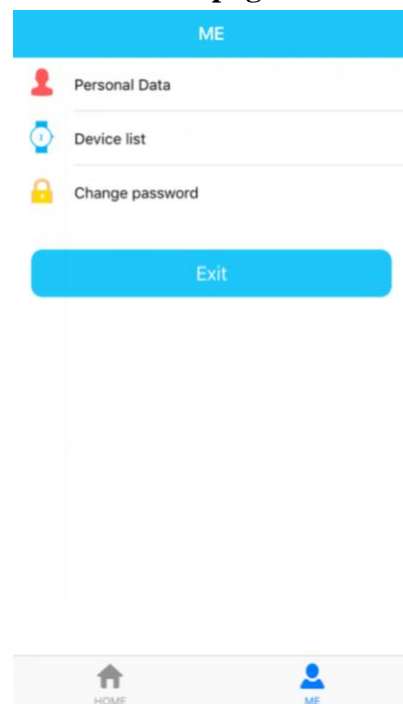 ME
Personal Data
Device list
Change password
Exit
HOME
ME